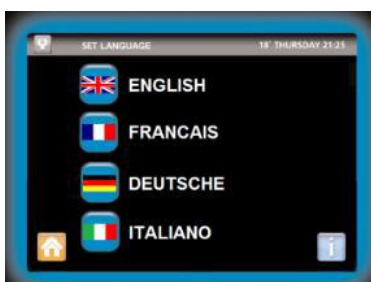 SET LANGUAGE 18° THURSDAY 21:25
ENGLISH
FRANCAIS
DEUTSCHE
ITALIANO
i